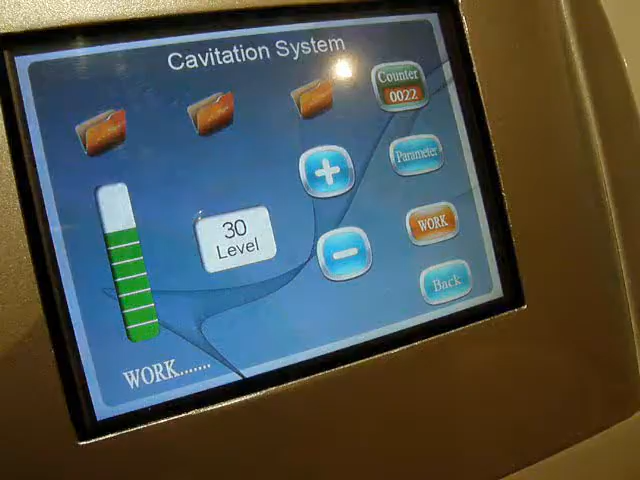 Cavitation System
Counter
0022
Parameter
30
Level
WORK
Back
WORK.......